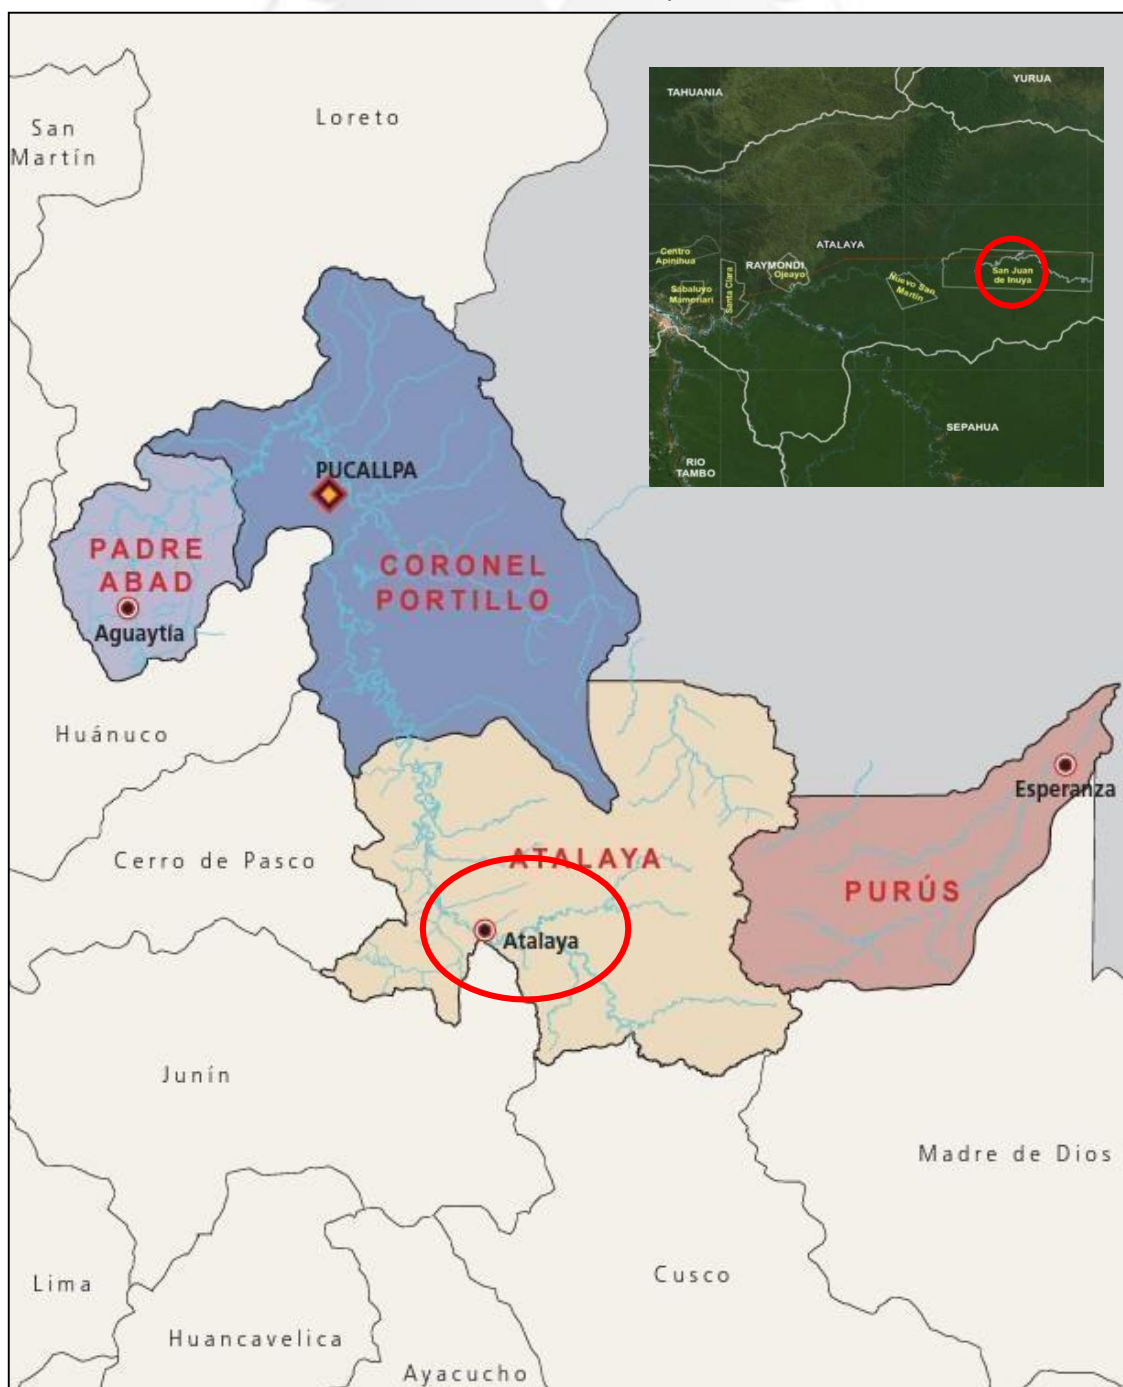 TAHUANIA
YURUA
San
Martín
Loreto
Centro
Apinihua
ATALAYA
RAYMONDI
Ojeayo
Sabaluyo
Mamoriari
Santa Clara
Nuevo San
Martin
San Juan
de Inuya
SEPAHUA
RIO
TAMBO
PUCALLPA
PADRE
ABAD
Aguaytía
CORONEL
PORTILLO
Huánuco
Esperanza
Cerro de Pasco
ATALAYA
PURÚS
Atalaya
Junín
Madre de Dios
Lima
Cusco
Huancavelica
Ayacucho